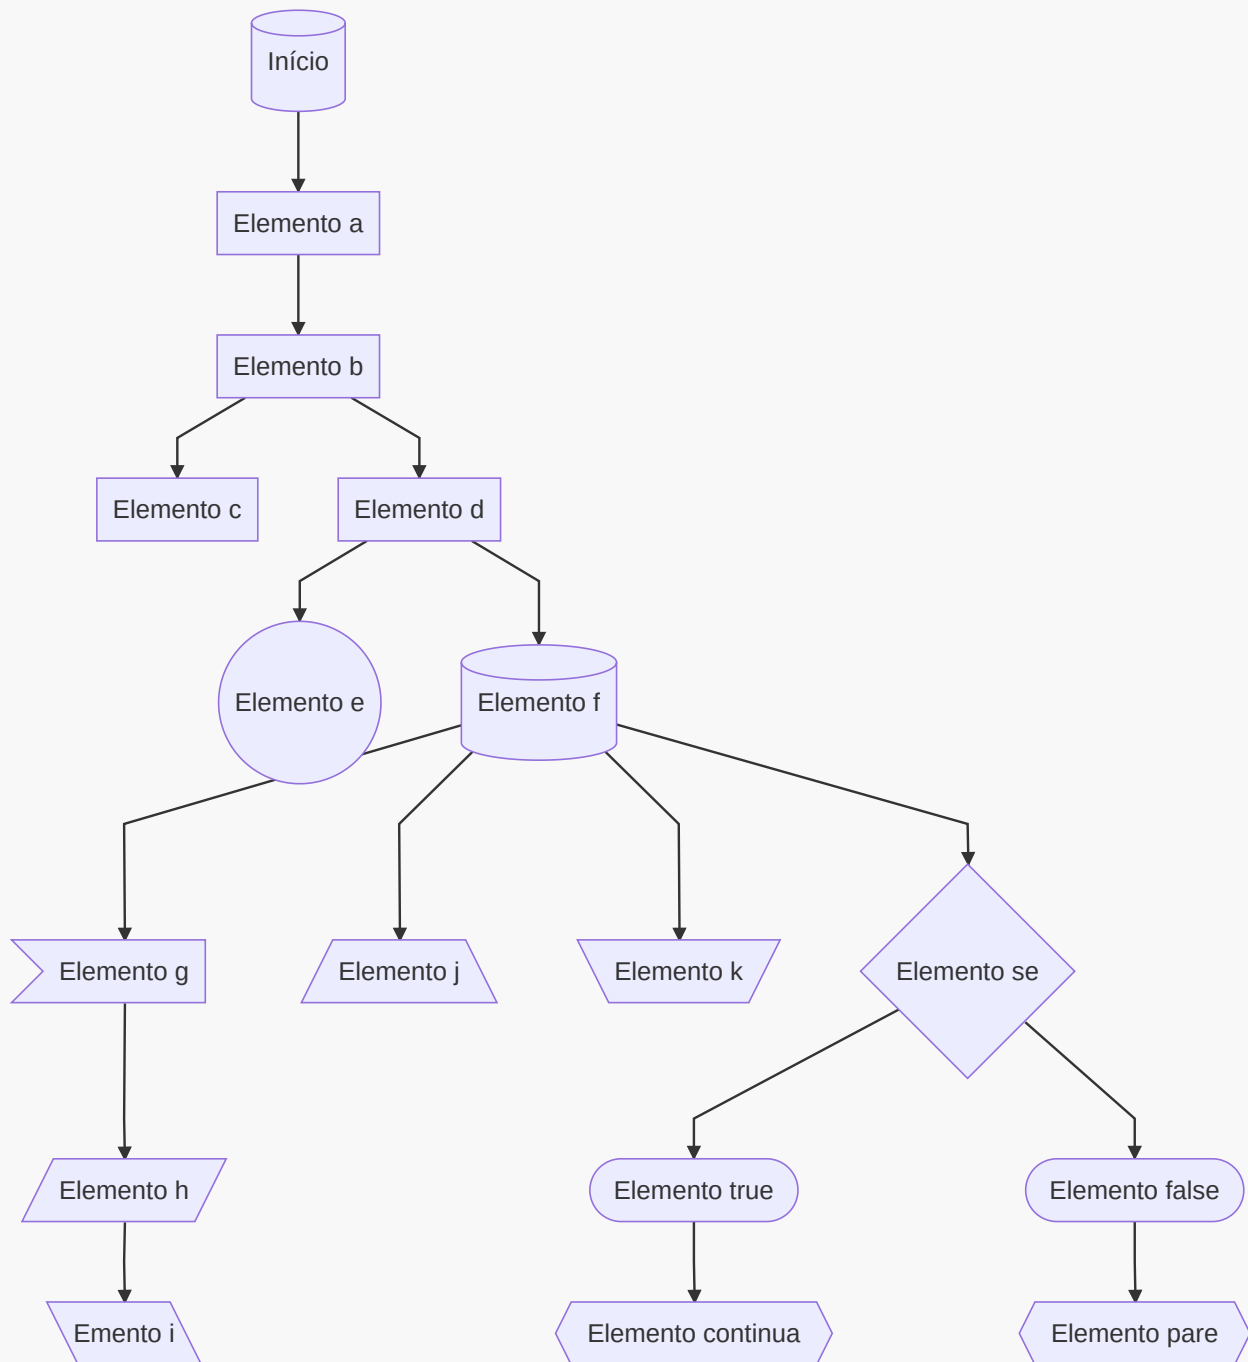 Início
Elemento a
Elemento b
Elemento c
Elemento d
Elemento e
Elemento f
Elemento g
Elemento j
Elemento k
Elemento se
Elemento h
Elemento true
Elemento false
Emento i
Elemento continua
Elemento pare